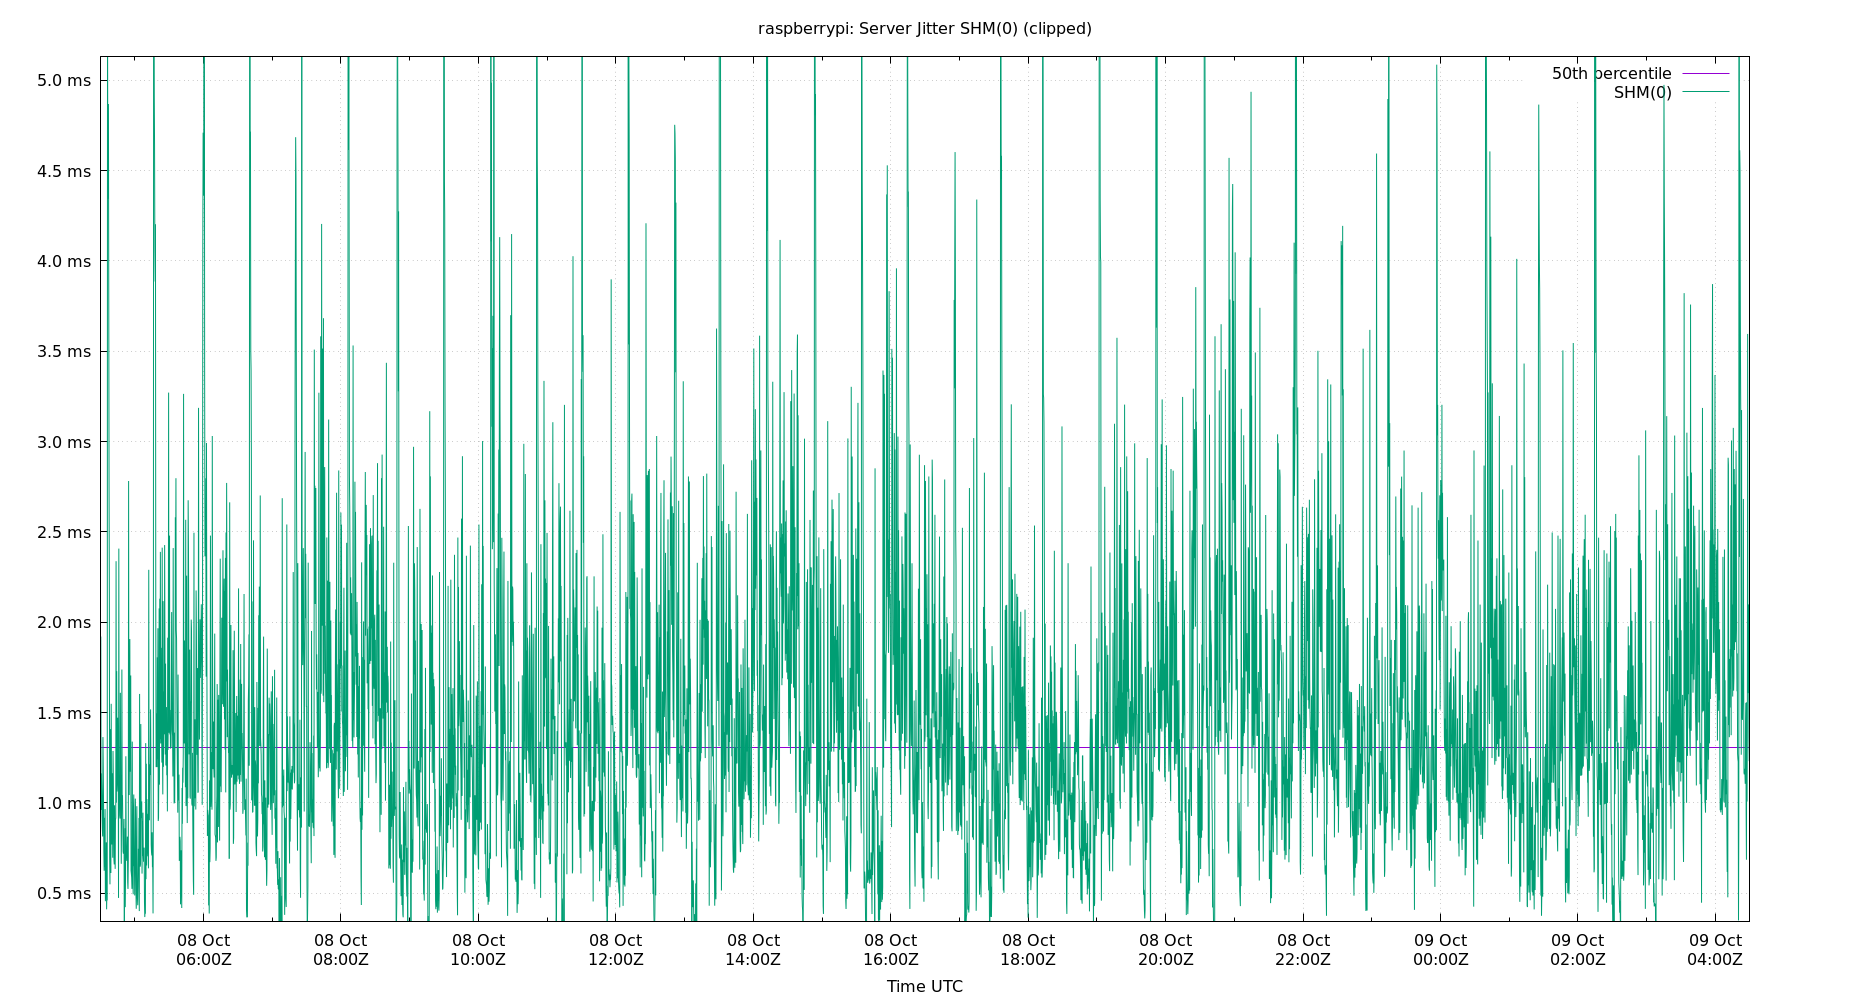 raspberrypi: Server Jitter SHM(0) (clipped)
50th percentile
SHM(0)
5.0 ms
4.5 ms
4.0 ms
3.5 ms
3.0 ms
2.5 ms
2.0 ms
1.5 ms
1.0 ms
0.5 ms
08 Oct 08 Oct 08 Oct 08 Oct 08 Oct 08 Oct 08 Oct 08 Oct 08 Oct 09 Oct 09 Oct 09 Oct
06:00Z 08:00Z 10:00Z 12:00Z 14:00Z 16:00Z 18:00Z 20:00Z 22:00Z 00:00Z 02:00Z 04:00Z
Time UTC